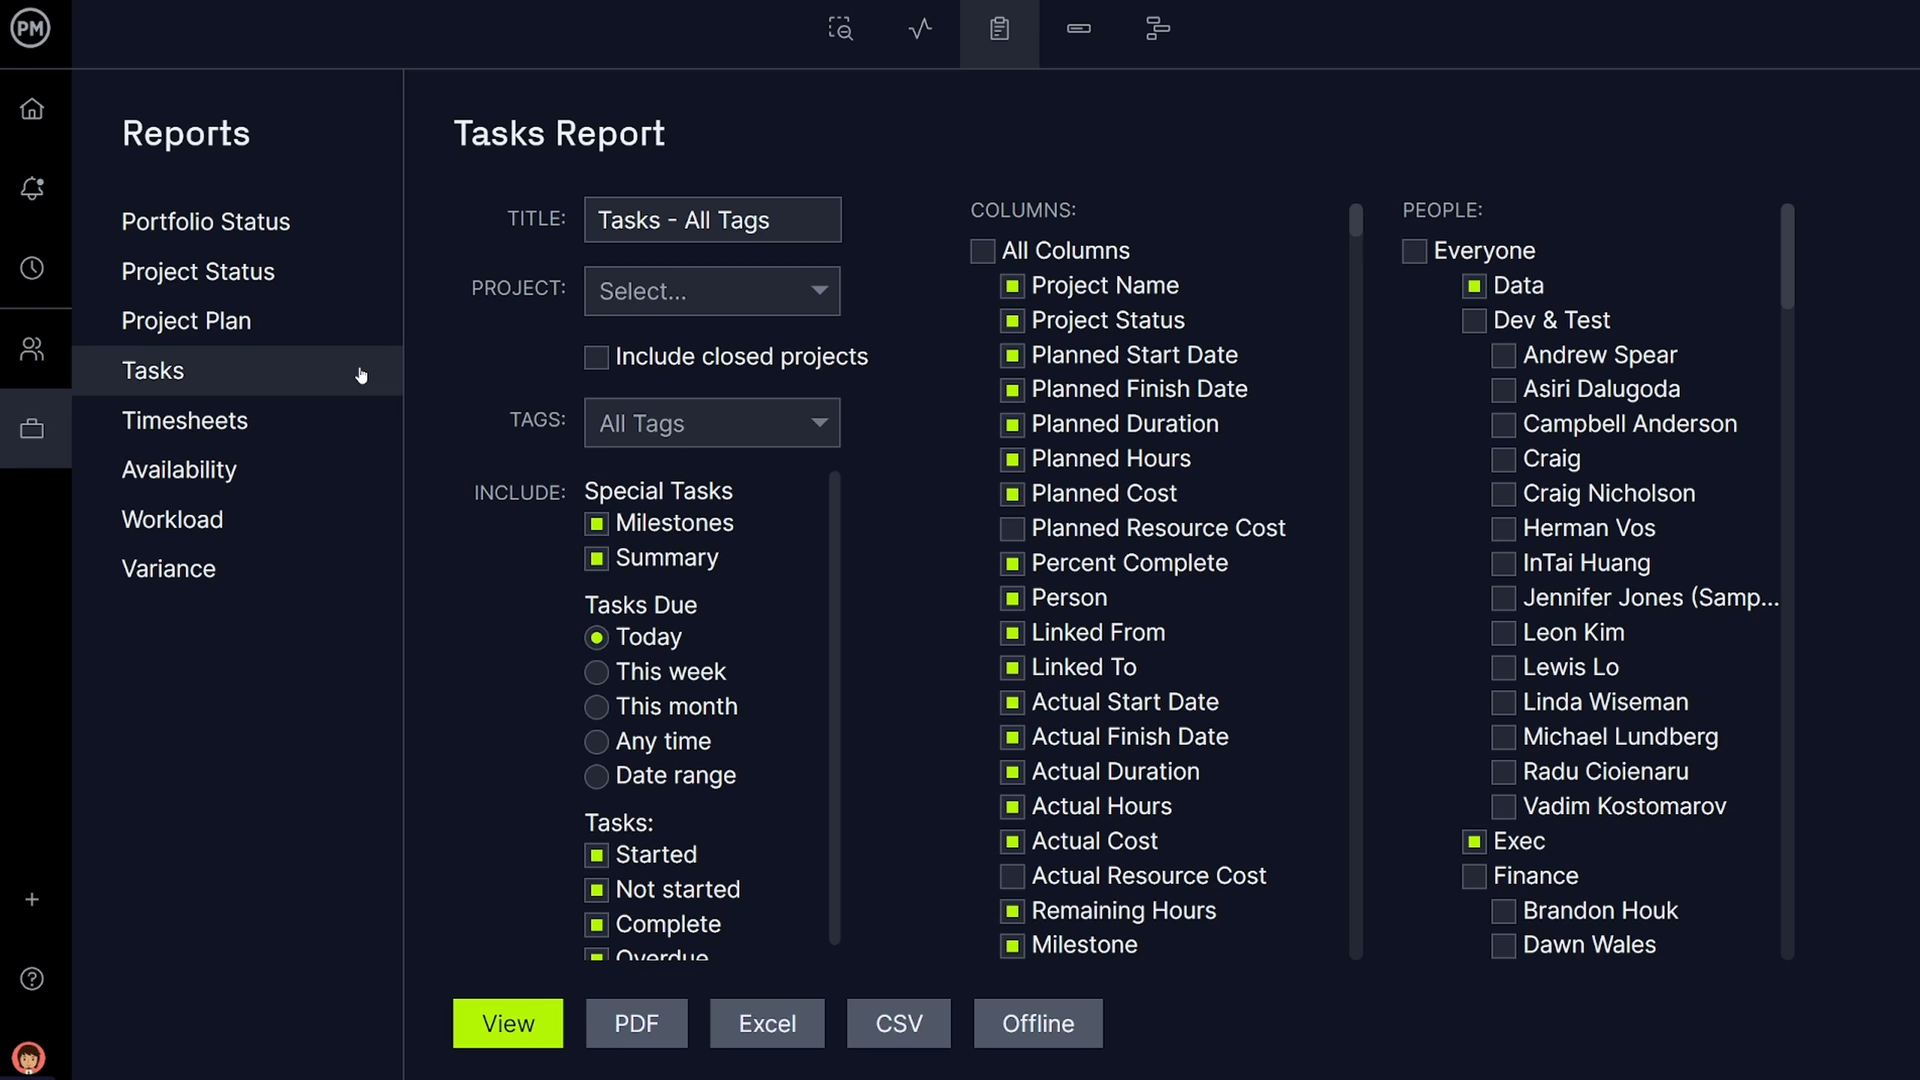 PM
Reports
Portfolio Status
Project Status
Project Plan
Tasks
Timesheets
Availability
Workload
Variance
Tasks Report
TITLE: Tasks - All Tags
PROJECT: Select...
Include closed projects
TAGS: All Tags
INCLUDE: Special Tasks
Milestones
Summary
Tasks Due
Today
This week
This month
Any time
Date range
Tasks:
Started
Not started
Complete
Overdue
COLUMNS:
All Columns
Project Name
Project Status
Planned Start Date
Planned Finish Date
Planned Duration
Planned Hours
Planned Cost
Planned Resource Cost
Percent Complete
Person
Linked From
Linked To
Actual Start Date
Actual Finish Date
Actual Duration
Actual Hours
Actual Cost
Actual Resource Cost
Remaining Hours
Milestone
PEOPLE:
Everyone
Data
Dev & Test
Andrew Spear
Asiri Dalugoda
Campbell Anderson
Craig
Craig Nicholson
Herman Vos
InTai Huang
Jennifer Jones (Samp...
Leon Kim
Lewis Lo
Linda Wiseman
Michael Lundberg
Radu Cioienaru
Vadim Kostomarov
Exec
Finance
Brandon Houk
Dawn Wales
View
PDF
Excel
CSV
Offline